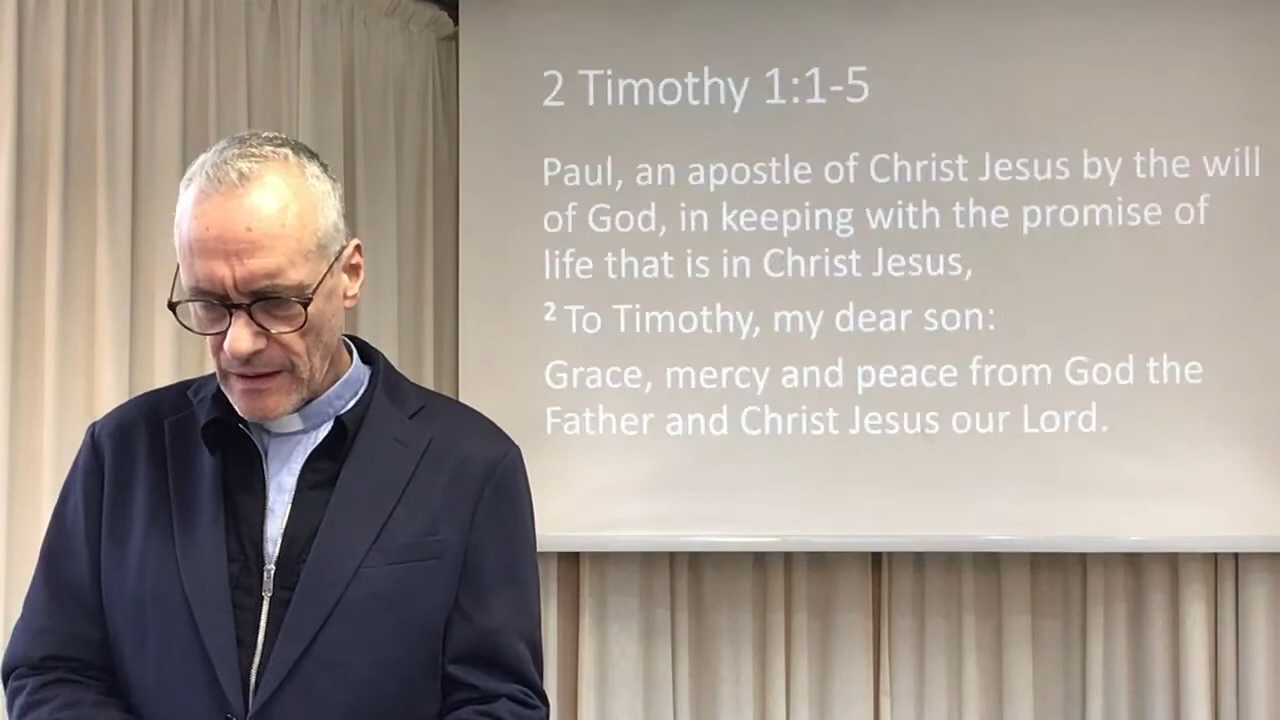 2 Timothy 1:1-5
Paul, an apostle of Christ Jesus by the will
of God, in keeping with the promise of
life that is in Christ Jesus,
² To Timothy, my dear son:
Grace, mercy and peace from God the
Father and Christ Jesus our Lord.